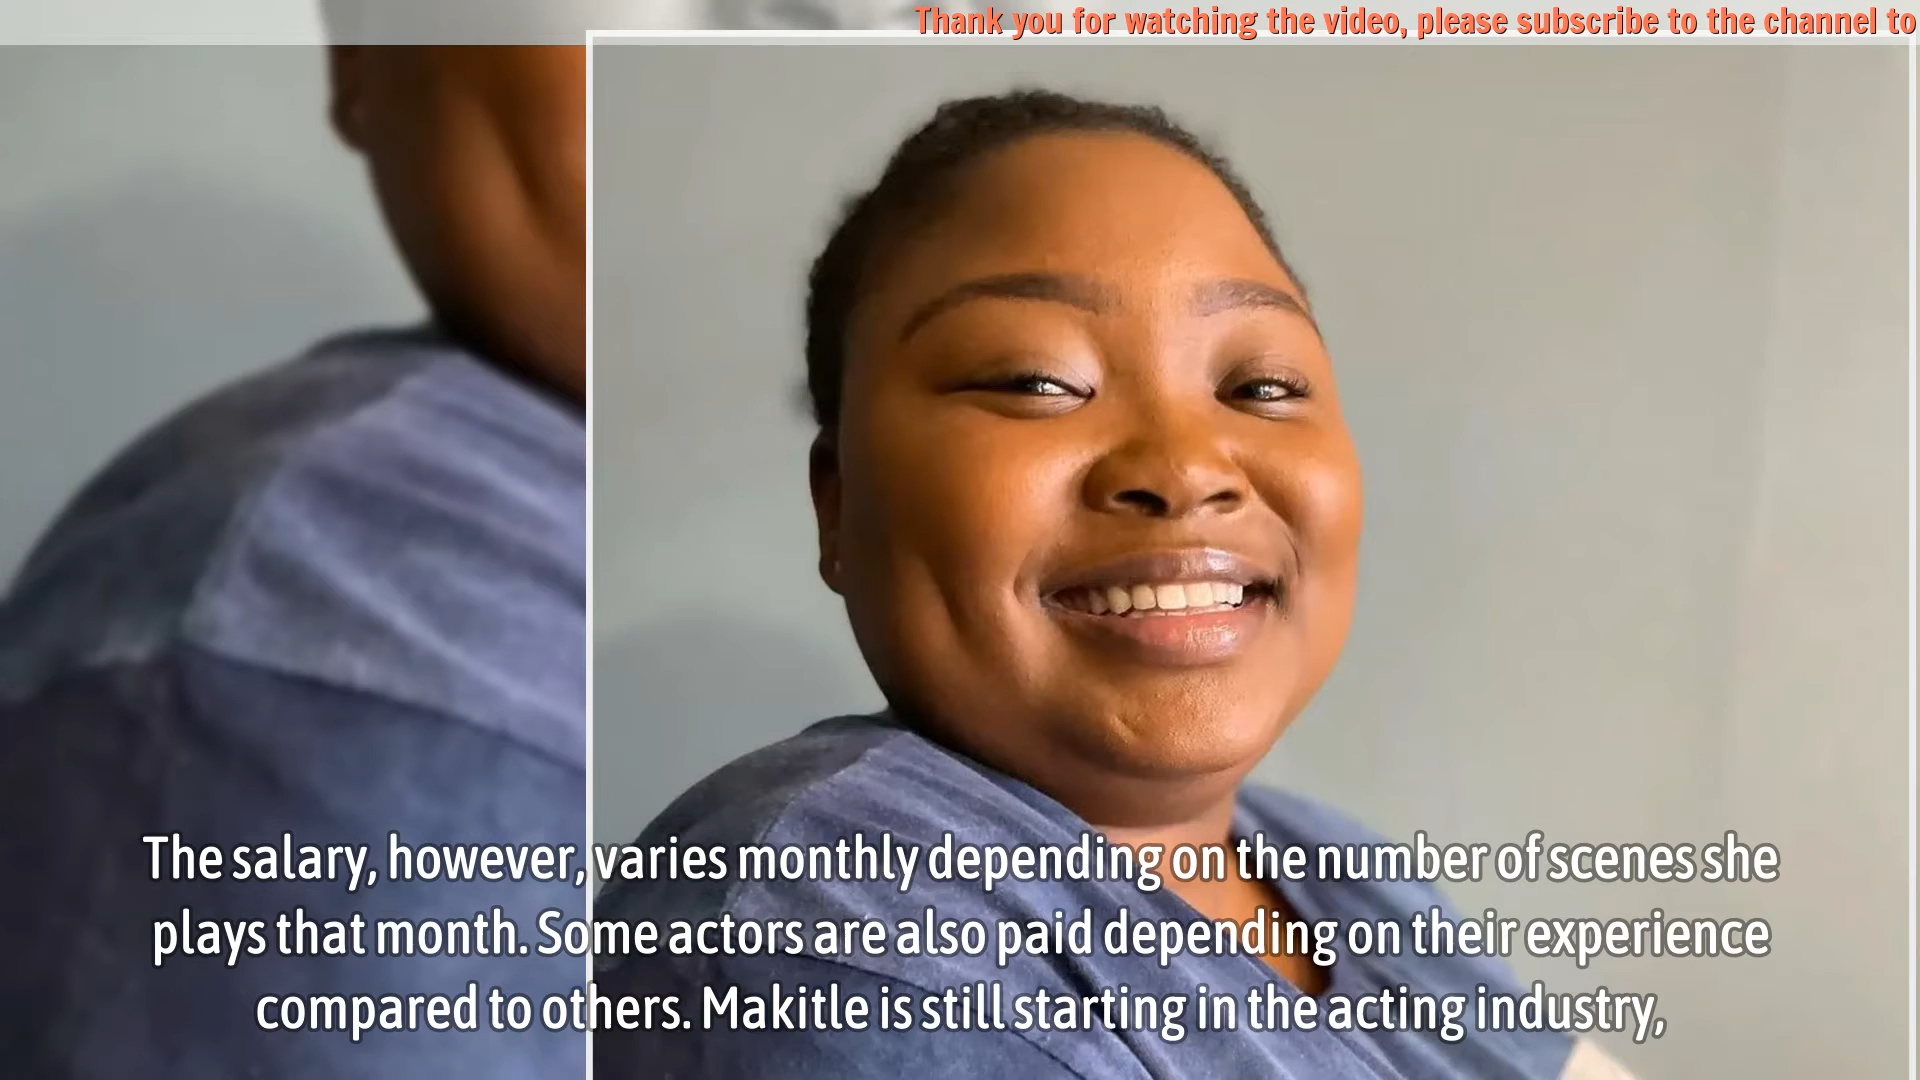 Thank you for watching the video, please subscribe to the channel to
The salary, however, varies monthly depending on the number of scenes she
plays that month. Some actors are also paid depending on their experience
compared to others. Makitle is still starting in the acting industry,